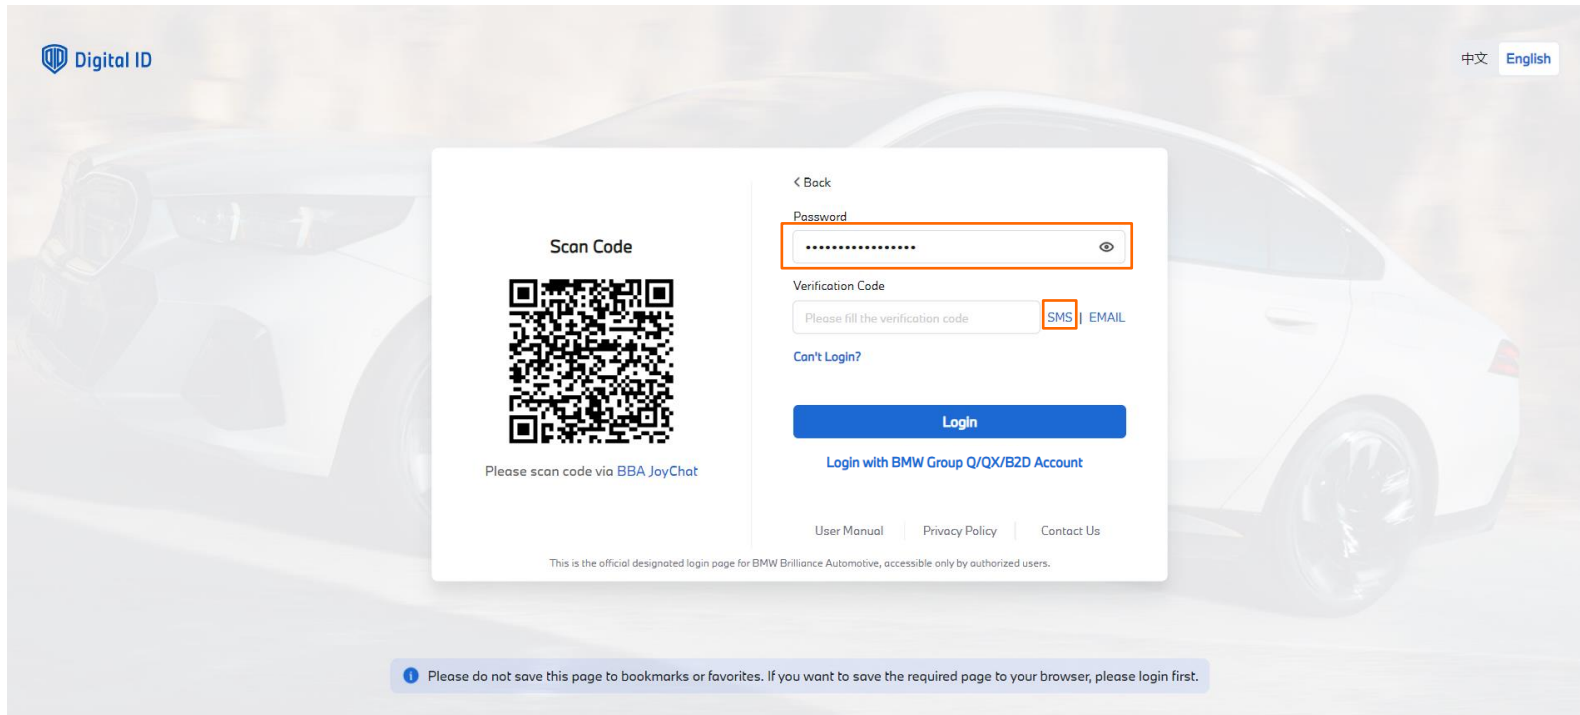 Digital ID
中文 English
< Back
Password
Scan Code
•••••••••••••••••
Verification Code
Please fill the verification code SMS | EMAIL
Can't Login?
Login
Login with BMW Group Q/QX/B2D Account
Please scan code via BBA JoyChat
User Manual Privacy Policy Contact Us
This is the official designated login page for BMW Brilliance Automotive, accessible only by authorized users.
Please do not save this page to bookmarks or favorites. If you want to save the required page to your browser, please login first.